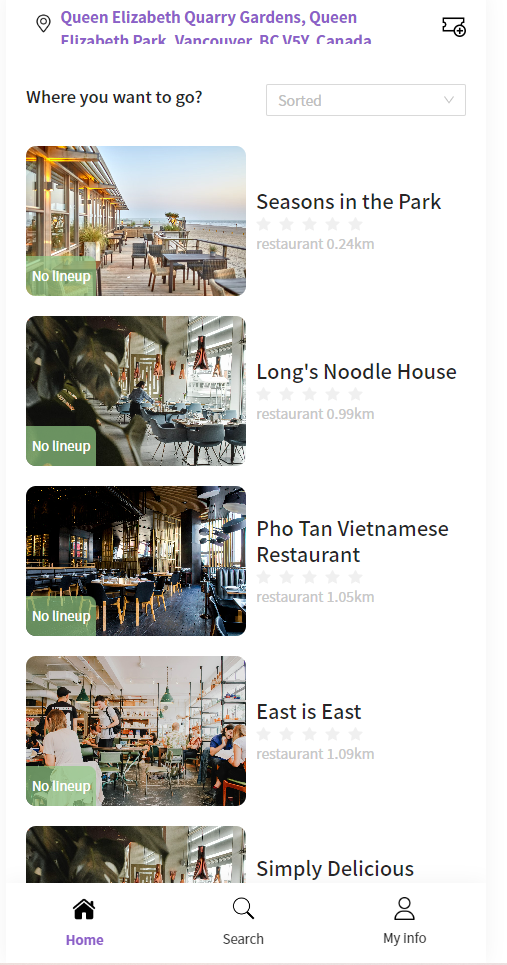 Queen Elizabeth Quarry Gardens, Queen
Elizabeth Park, Vancouver, BC V5Y, Canada
Where you want to go?
Sorted
Seasons in the Park
restaurant 0.24km
No lineup
Long's Noodle House
restaurant 0.99km
No lineup
Pho Tan Vietnamese
Restaurant
restaurant 1.05km
No lineup
East is East
restaurant 1.09km
No lineup
Simply Delicious
Home
Search
My info